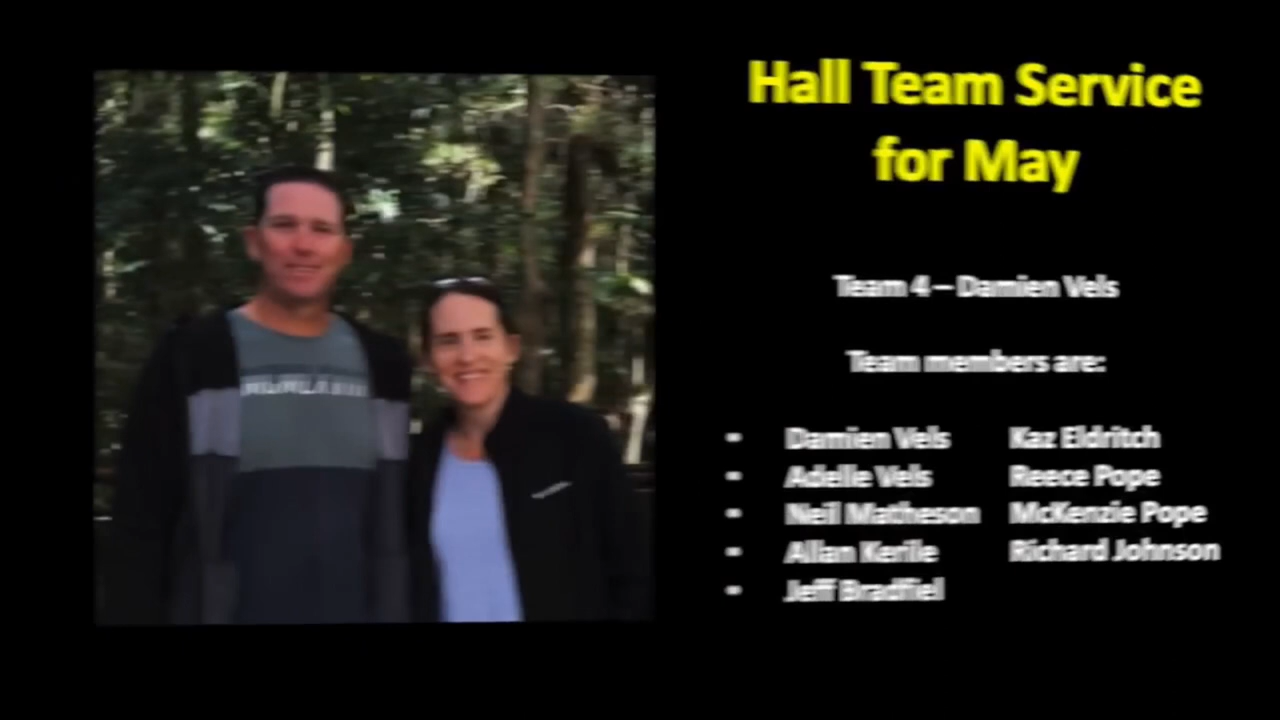 Hall Team Service
for May
Team 4 – Damien Vels
Team members are:
▪ Damien Vels Kaz Eldritch
▪ Adelle Vels Reece Pope
▪ Neil Matheson McKenzie Pope
▪ Allan Kerile Richard Johnson
▪ Jeff Bradfiel